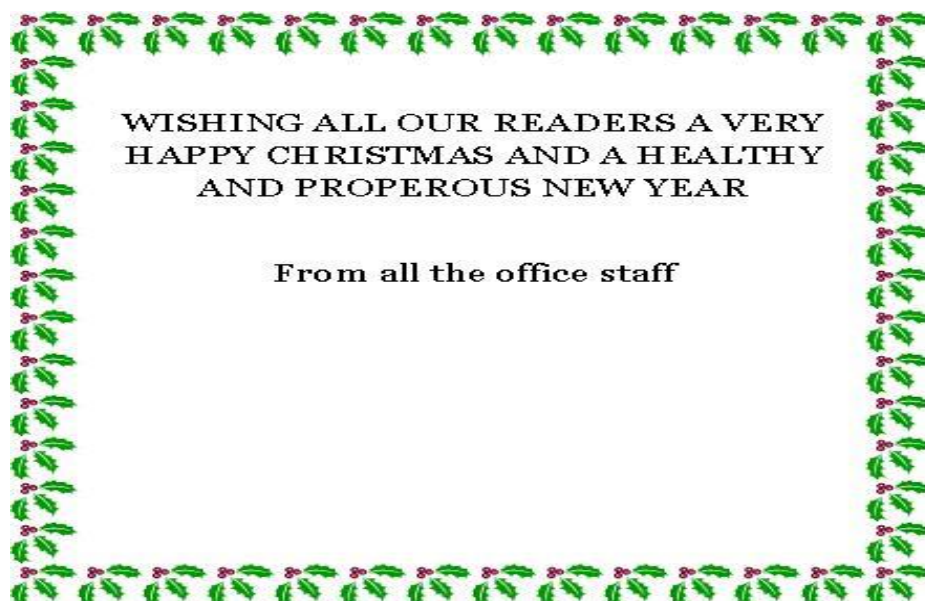 WISHING ALL OUR READERS A VERY
HAPPY CHRISTMAS AND A HEALTHY
AND PROPEROUS NEW YEAR
From all the office staff